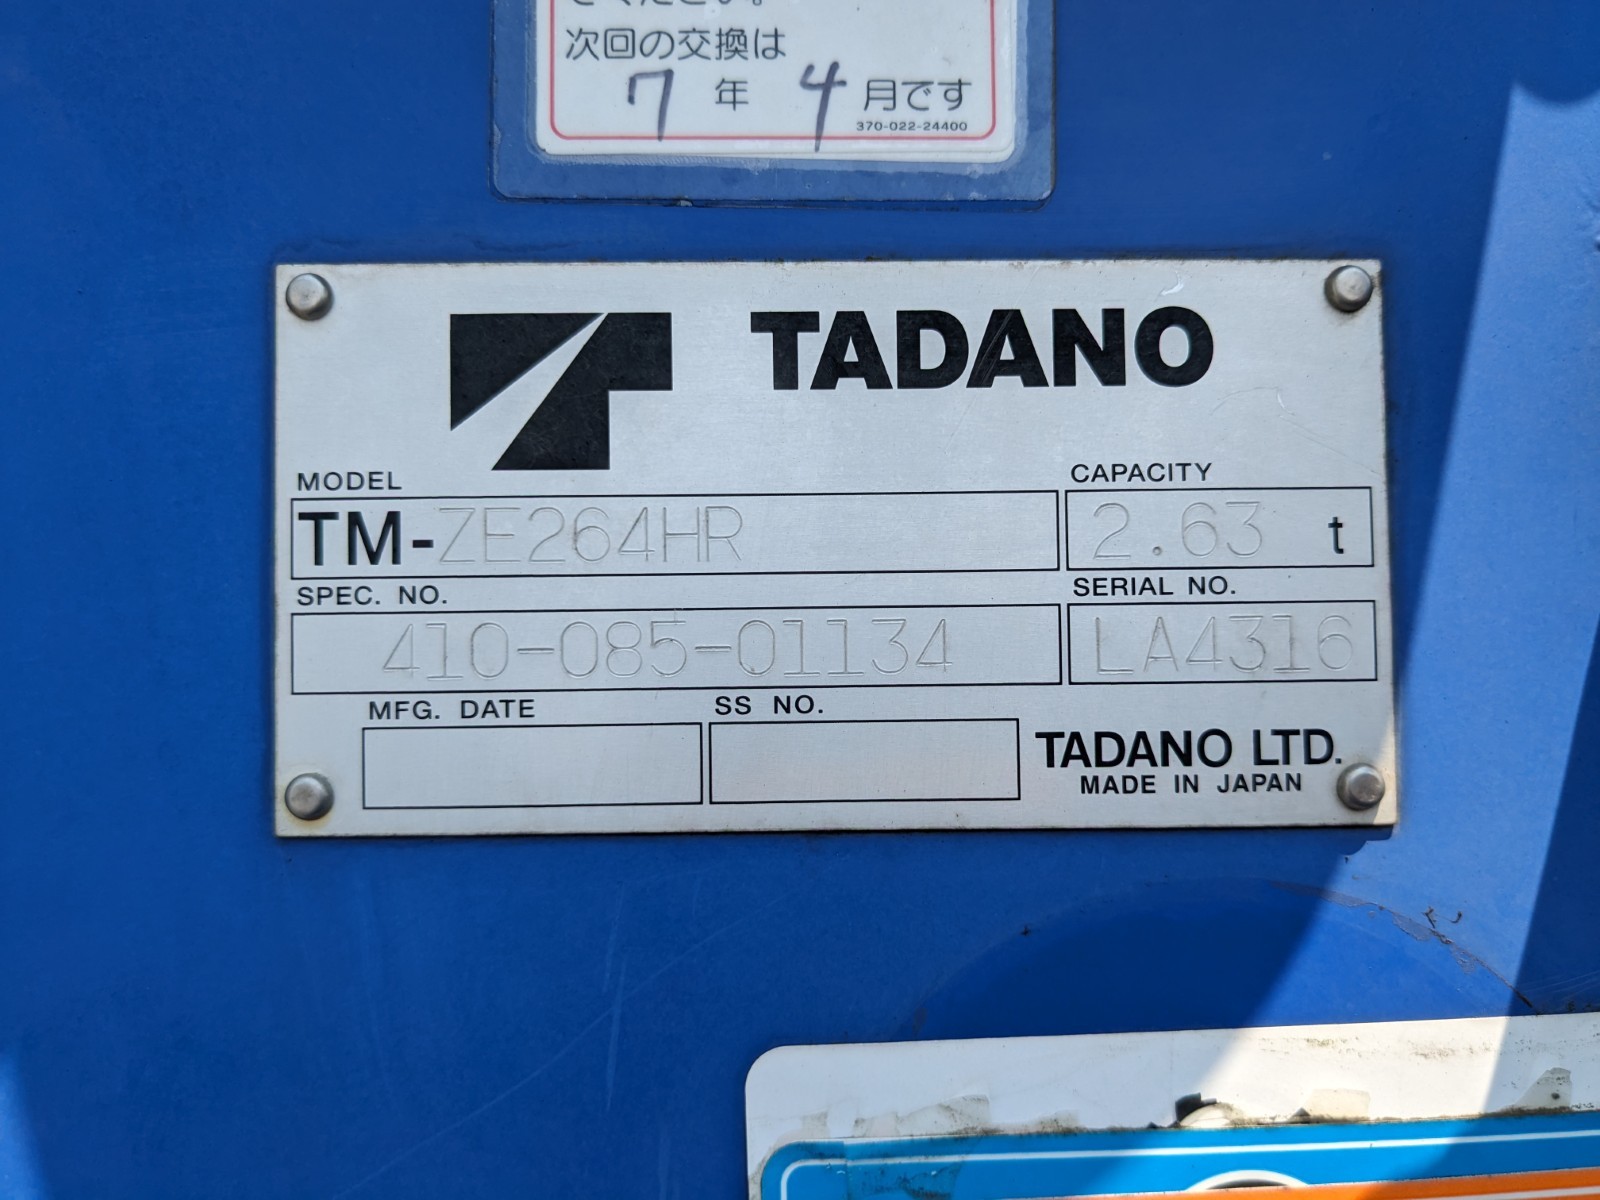 次回の交換は
7 年 4 月です
370-022-24400
TADANO
MODEL
TM-ZE264HR
CAPACITY
2.63 t
SPEC. NO.
410-085-01134
SERIAL NO.
LA4316
MFG. DATE
SS NO.
TADANO LTD.
MADE IN JAPAN